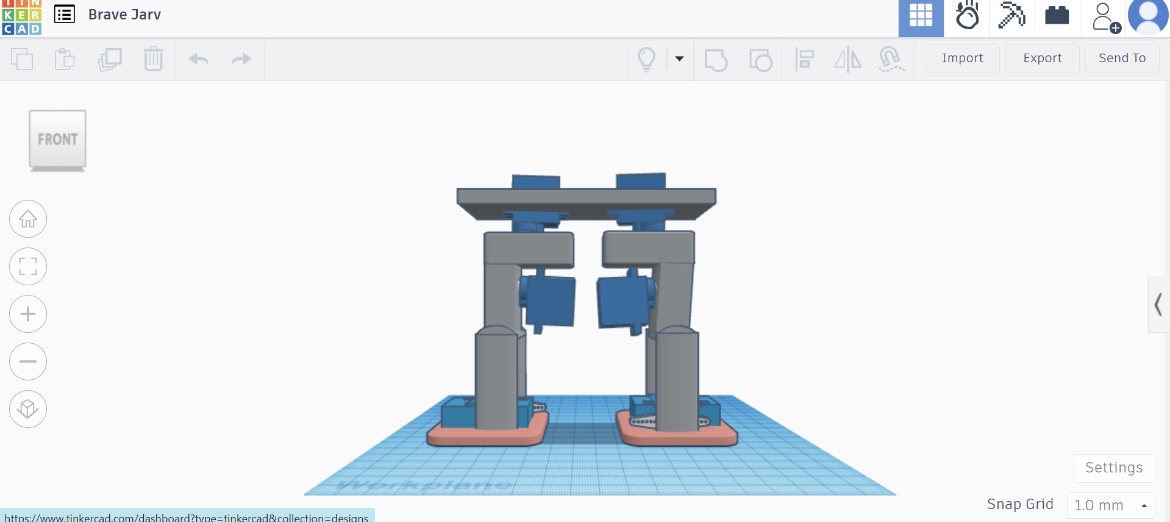 TIN
KER
CAD
Brave Jarv
Import
Export
Send To
FRONT
Workplane
Settings
Snap Grid
1.0 mm
https://www.tinkercad.com/dashboard?type=tinkercad&collection=designs